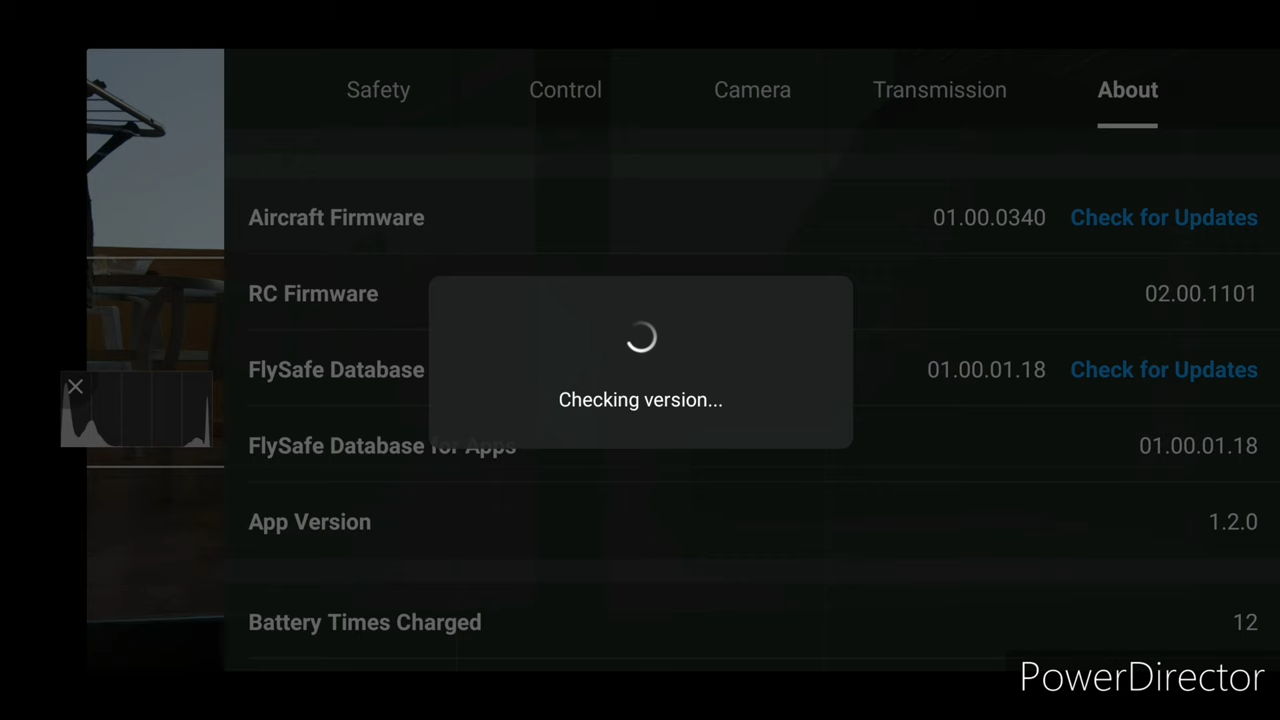 Safety Control Camera Transmission About
Aircraft Firmware 01.00.0340 Check for Updates
RC Firmware 02.00.1101
FlySafe Database 01.00.01.18 Check for Updates
Checking version...
FlySafe Database for Apps 01.00.01.18
App Version 1.2.0
Battery Times Charged 12
PowerDirector